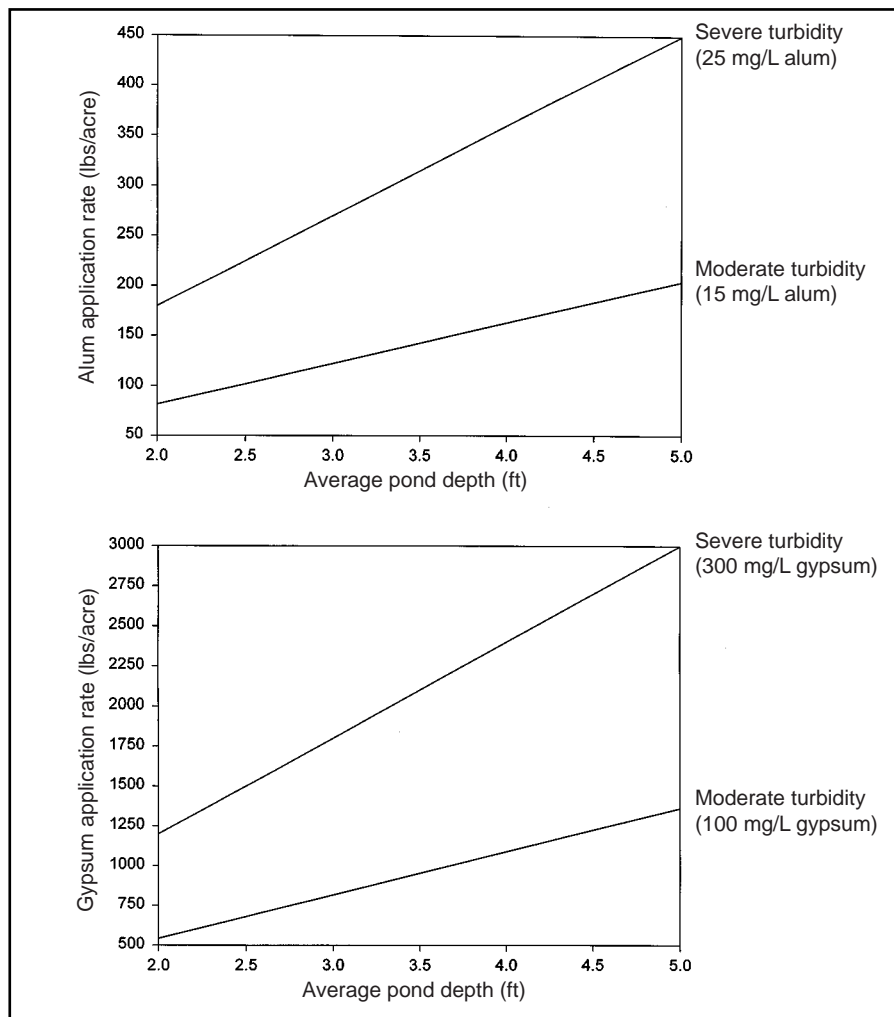 450
400
350
300
250
200
150
100
50
Alum application rate (lbs/acre)
2.0 2.5 3.0 3.5 4.0 4.5 5.0
Average pond depth (ft)
Severe turbidity
(25 mg/L alum)
Moderate turbidity
(15 mg/L alum)
3000
2750
2500
2250
2000
1750
1500
1250
1000
750
500
Gypsum application rate (lbs/acre)
2.0 2.5 3.0 3.5 4.0 4.5 5.0
Average pond depth (ft)
Severe turbidity
(300 mg/L gypsum)
Moderate turbidity
(100 mg/L gypsum)